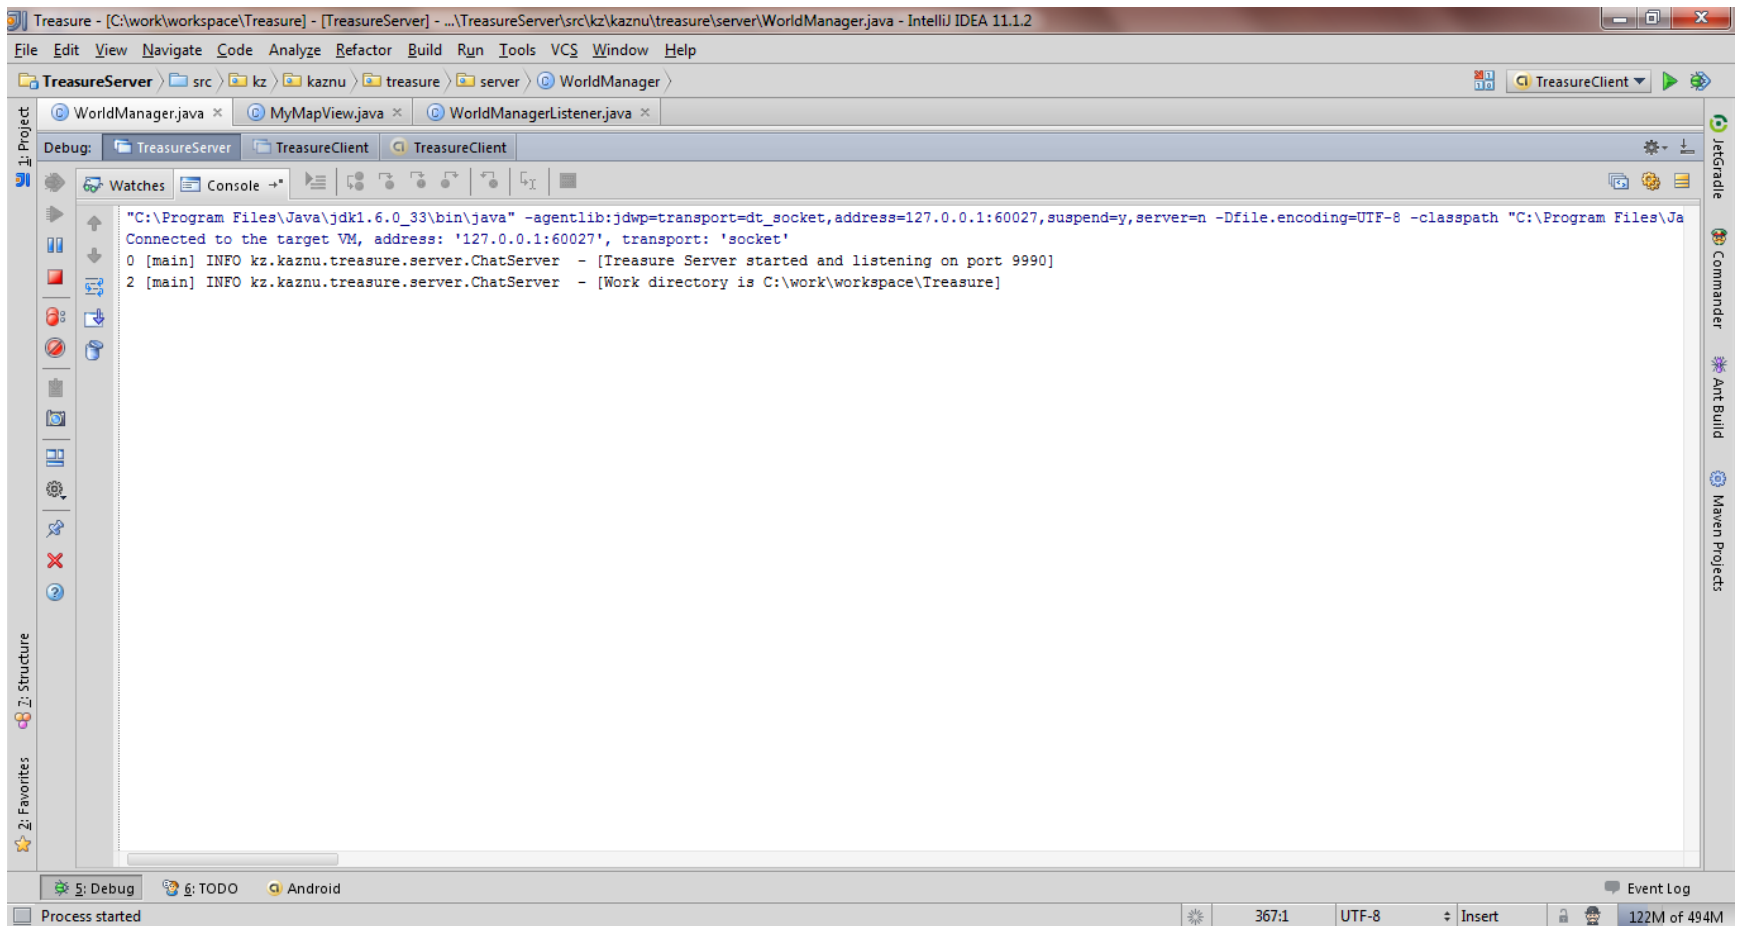 Treasure - [C:\work\workspace\Treasure] - [TreasureServer] - ...\TreasureServer\src\kz\kaznu\treasure\server\WorldManager.java - IntelliJ IDEA 11.1.2
File Edit View Navigate Code Analyze Refactor Build Run Tools VCS Window Help
TreasureServer src kz kaznu treasure server WorldManager TreasureClient
WorldManager.java MyMapView.java WorldManagerListener.java
Debug: TreasureServer TreasureClient TreasureClient
Watches Console
"C:\Program Files\Java\jdk1.6.0_33\bin\java" -agentlib:jdwp=transport=dt_socket,address=127.0.0.1:60027,suspend=y,server=n -Dfile.encoding=UTF-8 -classpath "C:\Program Files\Ja
Connected to the target VM, address: '127.0.0.1:60027', transport: 'socket'
0 [main] INFO kz.kaznu.treasure.server.ChatServer  - [Treasure Server started and listening on port 9990]
2 [main] INFO kz.kaznu.treasure.server.ChatServer  - [Work directory is C:\work\workspace\Treasure]
1: Project
7: Structure
2: Favorites
JetGradle
Commander
Ant Build
Maven Projects
5: Debug 6: TODO Android Event Log
Process started 367:1 UTF-8 Insert 122M of 494M